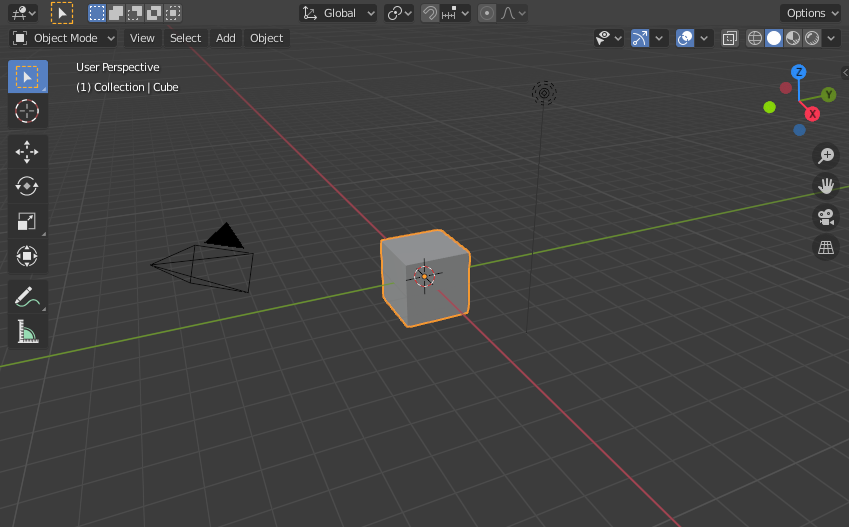 Global
Options
Object Mode
View
Select
Add
Object
User Perspective
(1) Collection | Cube
Z
Y
X